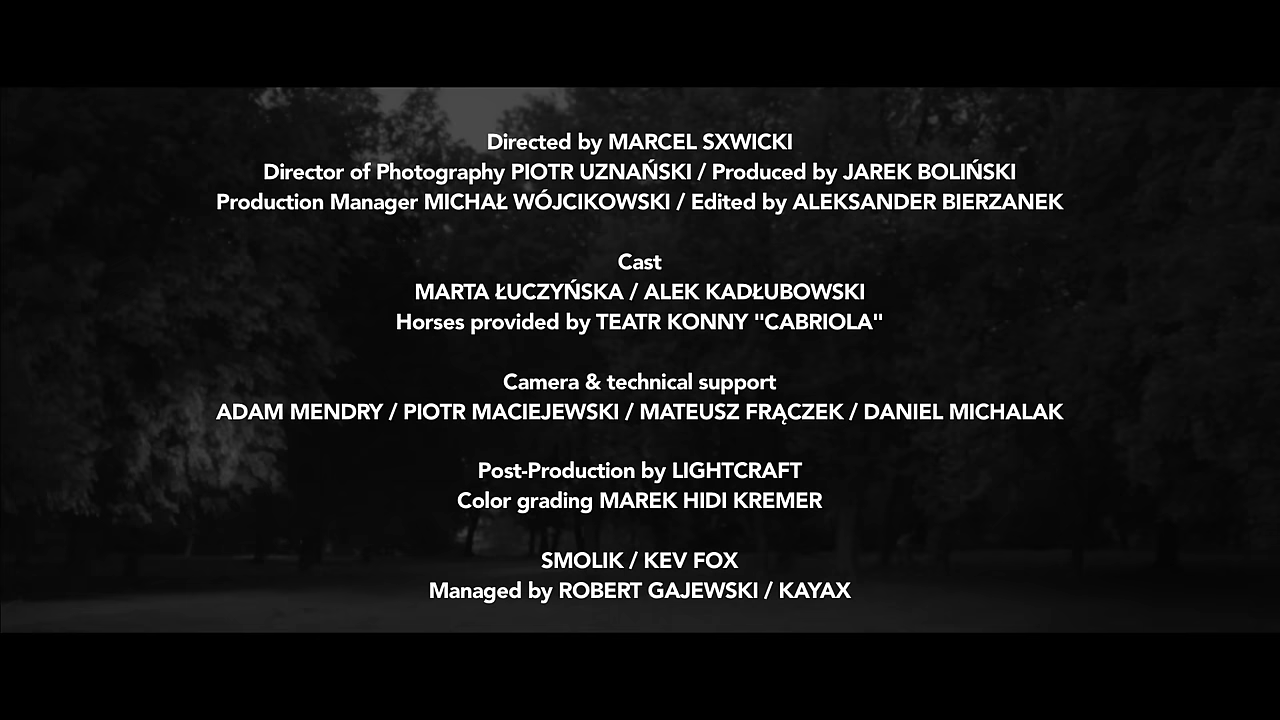 Directed by MARCEL SXWICKI
Director of Photography PIOTR UZNAŃSKI / Produced by JAREK BOLIŃSKI
Production Manager MICHAŁ WÓJCIKOWSKI / Edited by ALEKSANDER BIERZANEK
Cast
MARTA ŁUCZYŃSKA / ALEK KADŁUBOWSKI
Horses provided by TEATR KONNY "CABRIOLA"
Camera & technical support
ADAM MENDRY / PIOTR MACIEJEWSKI / MATEUSZ FRĄCZEK / DANIEL MICHALAK
Post-Production by LIGHTCRAFT
Color grading MAREK HIDI KREMER
SMOLIK / KEV FOX
Managed by ROBERT GAJEWSKI / KAYAX